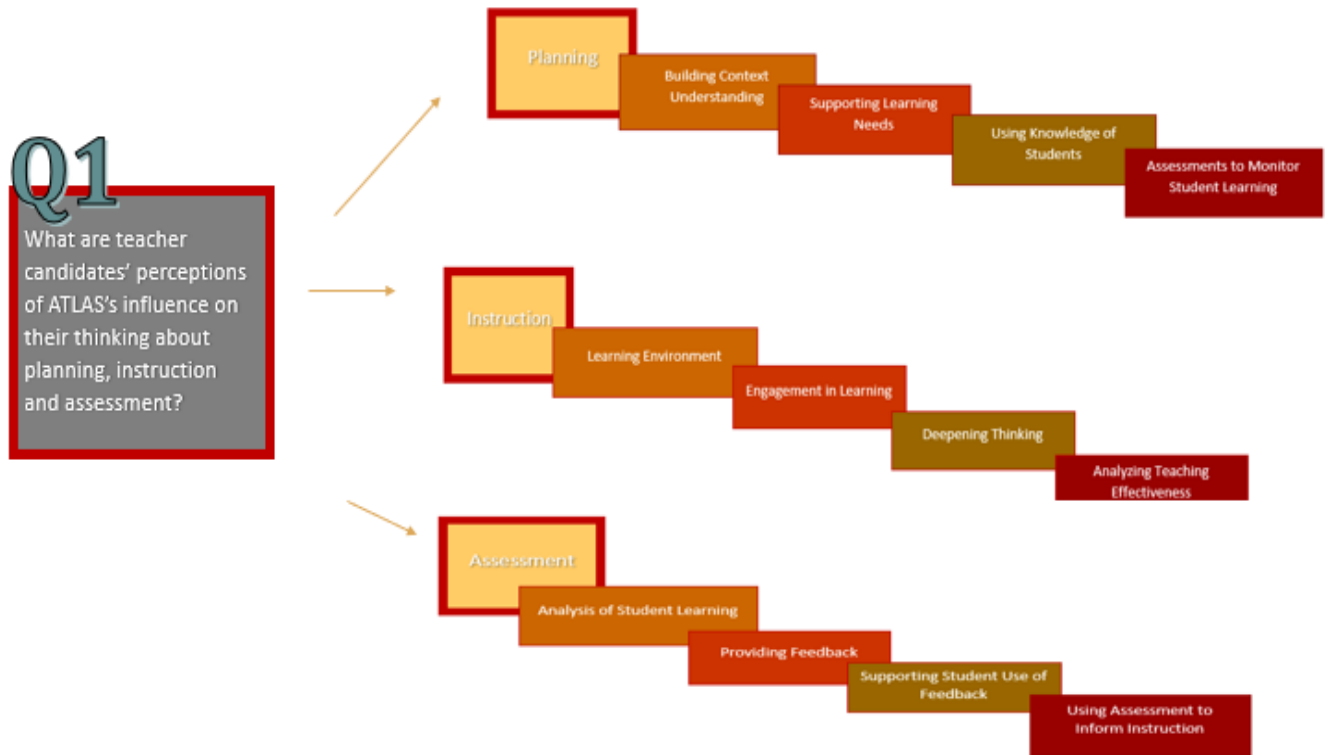 Q1
What are teacher
candidates’ perceptions
of ATLAS’s influence on
their thinking about
planning, instruction
and assessment?
Planning
Building Context
Understanding
Supporting Learning
Needs
Using Knowledge of
Students
Assessments to Monitor
Student Learning
Instruction
Learning Environment
Engagement in Learning
Deepening Thinking
Analyzing Teaching
Effectiveness
Assessment
Analysis of Student Learning
Providing Feedback
Supporting Student Use of
Feedback
Using Assessment to
Inform Instruction